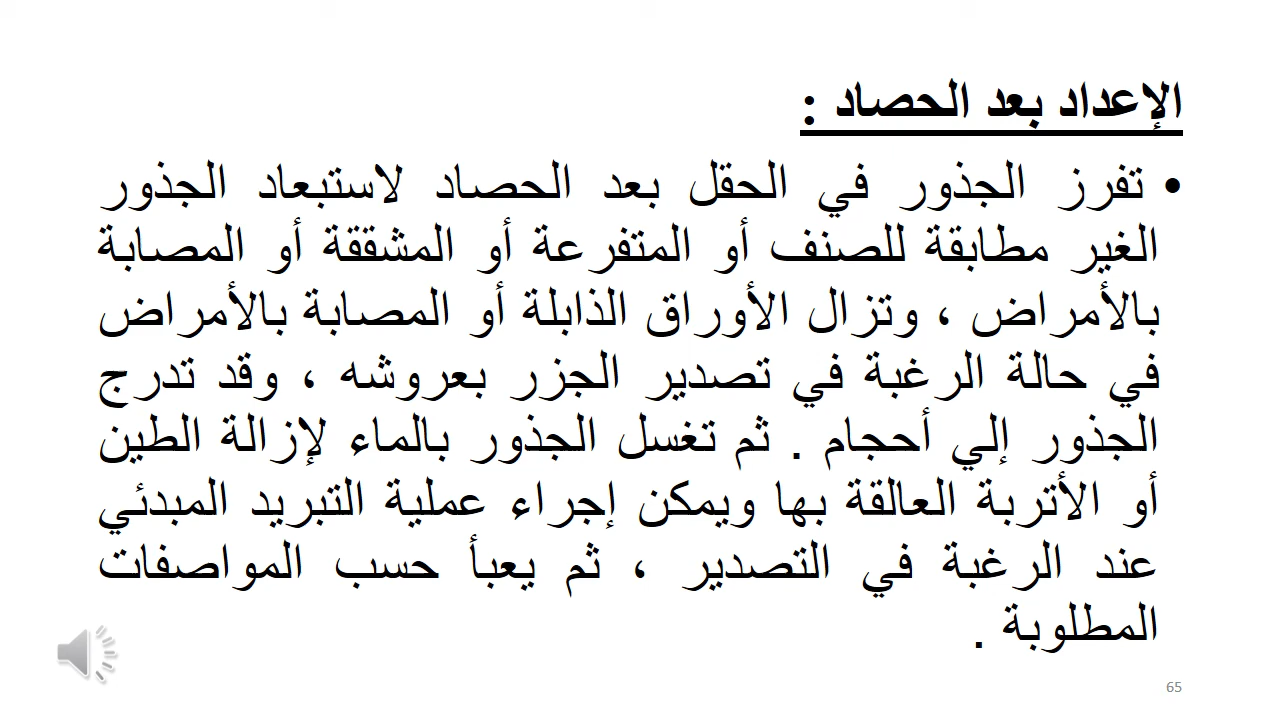 الإعداد بعد الحصاد :
• تفرز الجذور في الحقل بعد الحصاد لاستبعاد الجذور
الغير مطابقة للصنف أو المتفرعة أو المشققة أو المصابة
بالأمراض ، وتزال الأوراق الذابلة أو المصابة بالأمراض
في حالة الرغبة في تصدير الجزر بعروشه ، وقد تدرج
الجذور إلي أحجام . ثم تغسل الجذور بالماء لإزالة الطين
أو الأتربة العالقة بها ويمكن إجراء عملية التبريد المبدئي
عند الرغبة في التصدير ، ثم يعبأ حسب المواصفات
المطلوبة .
65